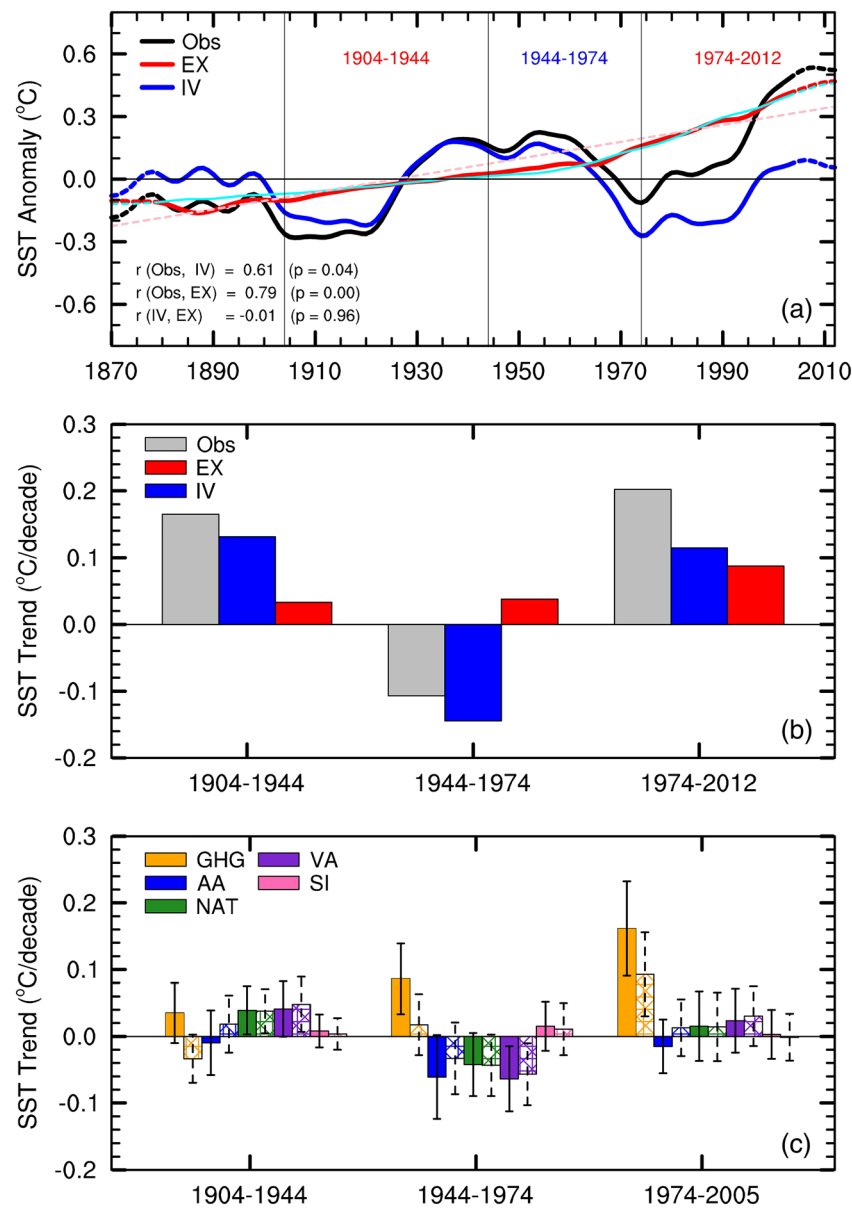 0.6
0.3
0.0
-0.3
-0.6
SST Anomaly (°C)
Obs
EX
IV
1904-1944
1944-1974
1974-2012
r (Obs, IV) = 0.61 (p = 0.04)
r (Obs, EX) = 0.79 (p = 0.00)
r (IV, EX) = -0.01 (p = 0.96)
(a)
1870 1890 1910 1930 1950 1970 1990 2010
0.3
0.2
0.1
0.0
-0.1
-0.2
SST Trend (°C/decade)
Obs
EX
IV
(b)
1904-1944 1944-1974 1974-2012
0.3
0.2
0.1
0.0
-0.1
-0.2
SST Trend (°C/decade)
GHG VA
AA SI
NAT
(c)
1904-1944 1944-1974 1974-2005